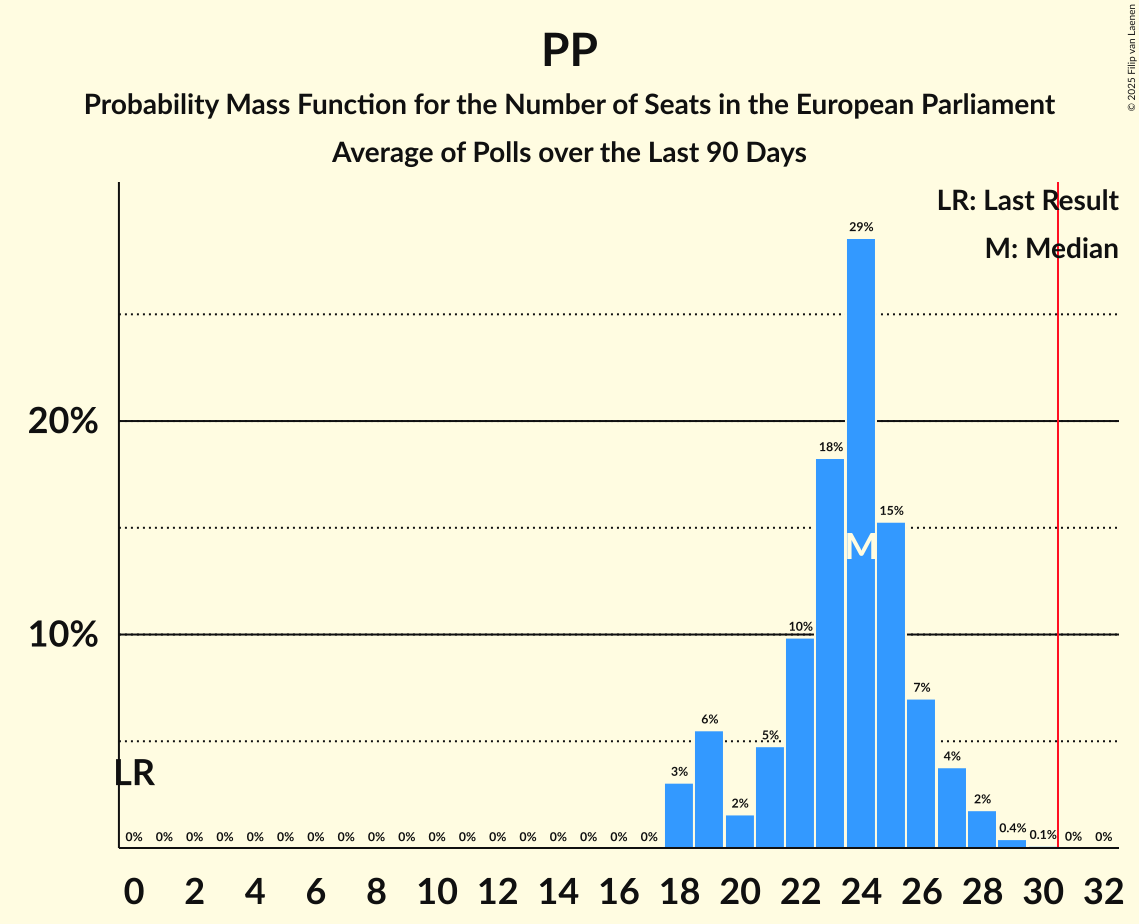 PP
Probability Mass Function for the Number of Seats in the European Parliament
Average of Polls over the Last 90 Days
© 2025 Filip van Laenen
LR: Last Result
M: Median
29%
20%
18%
15%
M
10%
10%
7%
6%
5%
4%
LR
3%
2%
2%
0.4%
0.1%
0% 0% 0% 0% 0% 0% 0% 0% 0% 0% 0% 0% 0% 0% 0% 0% 0% 0% 0% 0%
0 2 4 6 8 10 12 14 16 18 20 22 24 26 28 30 32